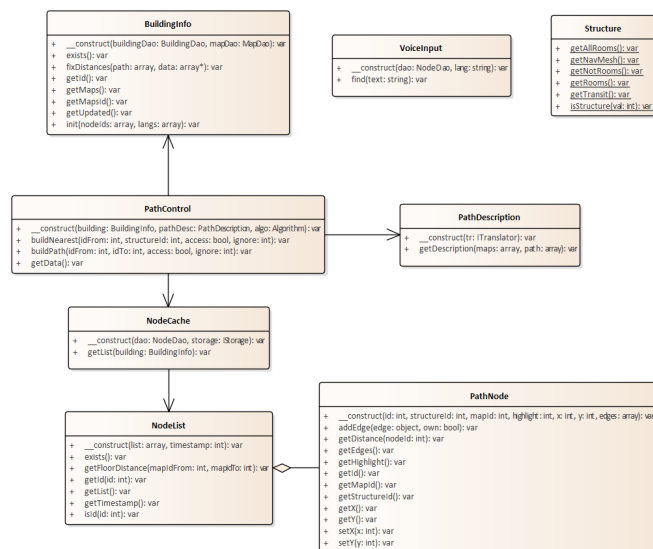 BuildingInfo
+ __construct(buildingDao: BuildingDao, mapDao: MapDao): var
+ exists(): var
+ fixDistances(path: array, data: array*): var
+ getId(): var
+ getMaps(): var
+ getMapsId(): var
+ getUpdated(): var
+ init(nodeIds: array, langs: array): var
VoiceInput
+ __construct(dao: NodeDao, lang: string): var
+ find(text: string): var
Structure
+ getAllRooms(): var
+ getNavMesh(): var
+ getNotRooms(): var
+ getRooms(): var
+ getTransit(): var
+ isStructure(val: int): var
PathControl
+ __construct(building: BuildingInfo, pathDesc: PathDescription, algo: Algorithm): var
+ buildNearest(idFrom: int, structureId: int, access: bool, ignore: int): var
+ buildPath(idFrom: int, idTo: int, access: bool, ignore: int): var
+ getData(): var
PathDescription
+ __construct(tr: ITranslator): var
+ getDescription(maps: array, path: array): var
NodeCache
+ __construct(dao: NodeDao, storage: IStorage): var
+ getList(building: BuildingInfo): var
NodeList
+ __construct(list: array, timestamp: int): var
+ exists(): var
+ getFloorDistance(mapIdFrom: int, mapIdTo: int): var
+ getId(id: int): var
+ getList(): var
+ getTimestamp(): var
+ isId(id: int): var
PathNode
+ __construct(id: int, structureId: int, mapId: int, highlight: int, x: int, y: int, edges: array): var
+ addEdge(edge: object, own: bool): var
+ getDistance(nodeId: int): var
+ getEdges(): var
+ getHighlight(): var
+ getId(): var
+ getMapId(): var
+ getStructureId(): var
+ getX(): var
+ getY(): var
+ setX(x: int): var
+ setY(y: int): var